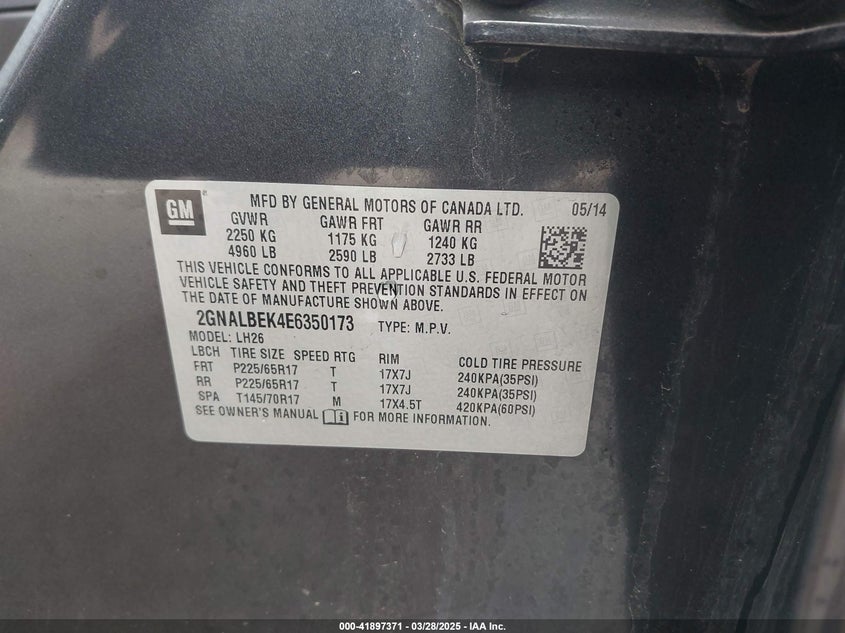 GM
MFD BY GENERAL MOTORS OF CANADA LTD. 05/14
GVWR GAWR FRT GAWR RR
2250 KG 1175 KG 1240 KG
4960 LB 2590 LB 2733 LB
THIS VEHICLE CONFORMS TO ALL APPLICABLE U.S. FEDERAL MOTOR
VEHICLE SAFETY AND THEFT PREVENTION STANDARDS IN EFFECT ON
THE DATE OF MANUFACTURE SHOWN ABOVE.
2GNALBEK4E6350173 TYPE: M.P.V.
MODEL: LH26
LBCH TIRE SIZE SPEED RTG RIM COLD TIRE PRESSURE
FRT P225/65R17 T 17X7J 240KPA(35PSI)
RR P225/65R17 T 17X7J 240KPA(35PSI)
SPA T145/70R17 M 17X4.5T 420KPA(60PSI)
SEE OWNER'S MANUAL FOR MORE INFORMATION.
000-41897371 | 03/28/2025 - IAA Inc.